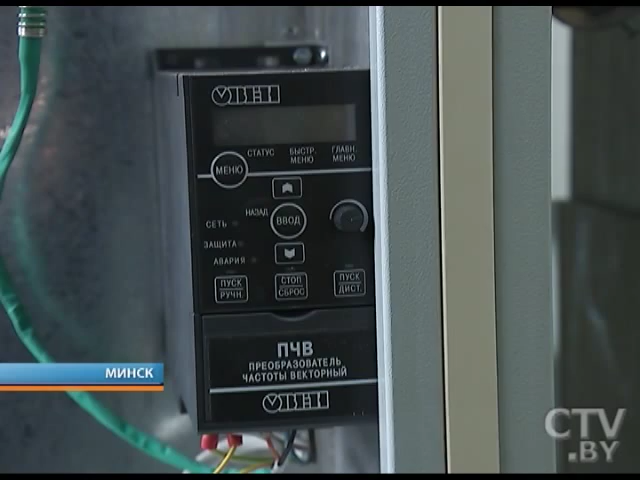 ОВЕН
СТАТУС БЫСТР. МЕНЮ ГЛАВН. МЕНЮ
МЕНЮ
НАЗАД
ВВОД
СЕТЬ
ЗАЩИТА
АВАРИЯ
ПУСК РУЧН. СТОП СБРОС ПУСК ДИСТ.
ПЧВ
ПРЕОБРАЗОВАТЕЛЬ
ЧАСТОТЫ ВЕКТОРНЫЙ
ОВЕН
МИНСК
CTV
.BY